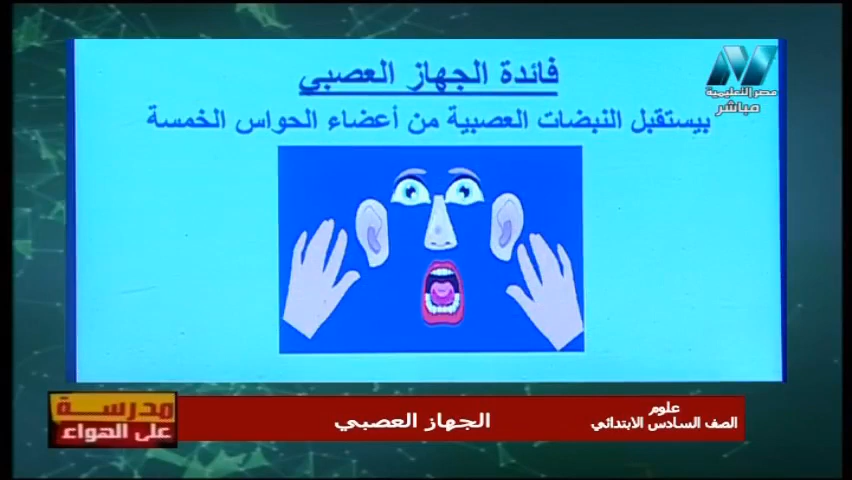 فائدة الجهاز العصبي
مصر التعليمية
مباشر
بيستقبل النبضات العصبية من أعضاء الحواس الخمسة
علوم
الصف السادس الابتدائي
الجهاز العصبي
مدرسة
على الهواء